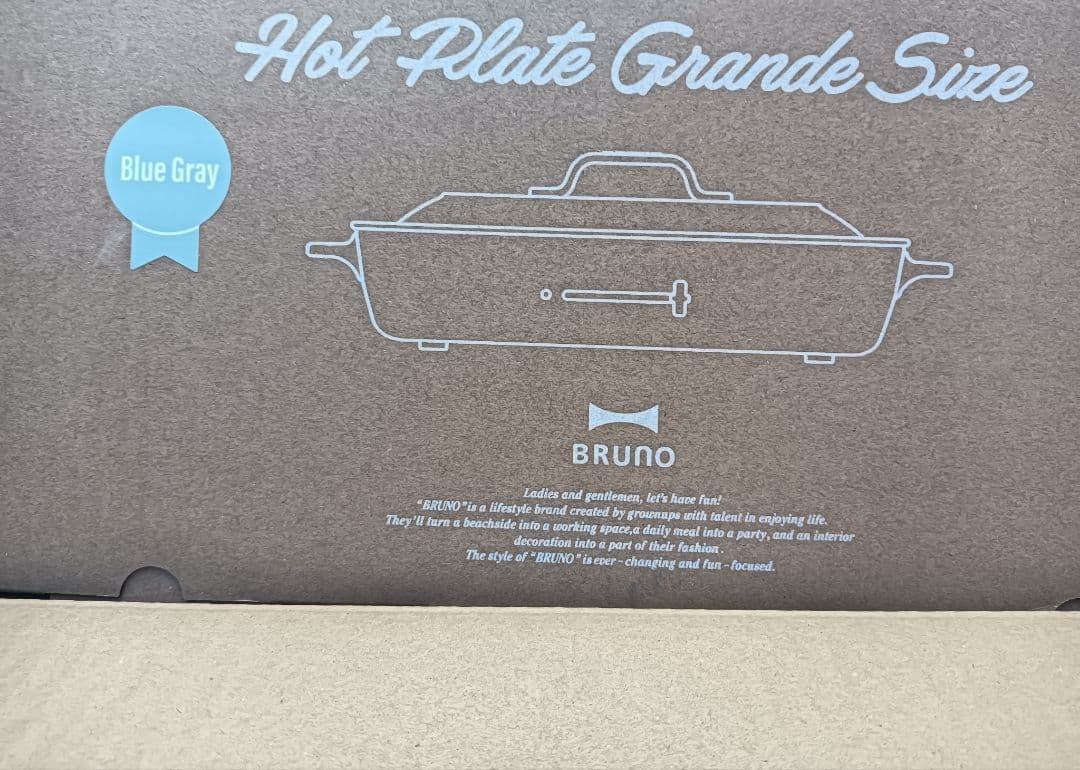 Hot Plate Grande Size
Blue Gray
BRUNO
Ladies and gentlemen, let's have fun!
"BRUNO"is a lifestyle brand created by grownups with talent in enjoying life.
They'll turn a beachside into a working space,a daily meal into a party, and an interior
decoration into a part of their fashion.
The style of "BRUNO" is ever-changing and fun-focused.